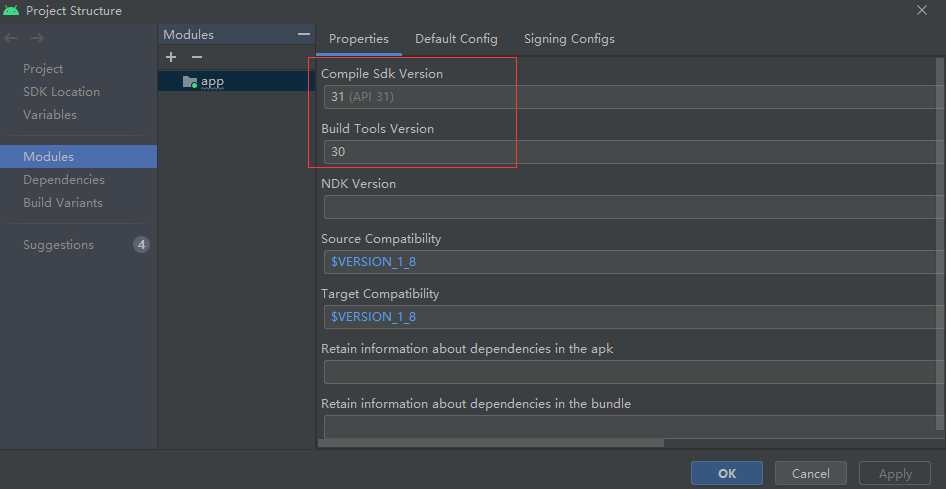 Project Structure
Project
SDK Location
Variables
Modules
Dependencies
Build Variants
Suggestions 4
Modules
app
Properties Default Config Signing Configs
Compile Sdk Version
31 (API 31)
Build Tools Version
30
NDK Version
Source Compatibility
$VERSION_1_8
Target Compatibility
$VERSION_1_8
Retain information about dependencies in the apk
Retain information about dependencies in the bundle
OK Cancel Apply